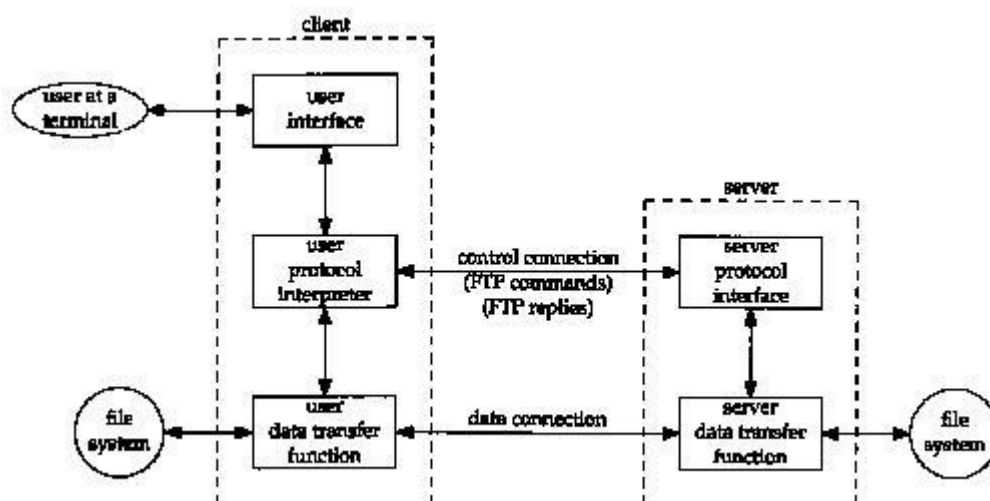 client
user at a
terminal
user
interface
server
user
protocol
interpreter
control connection
(FTP commands)
(FTP replies)
server
protocol
interface
file
system
user
data transfer
function
data connection
server
data transfer
function
file
system